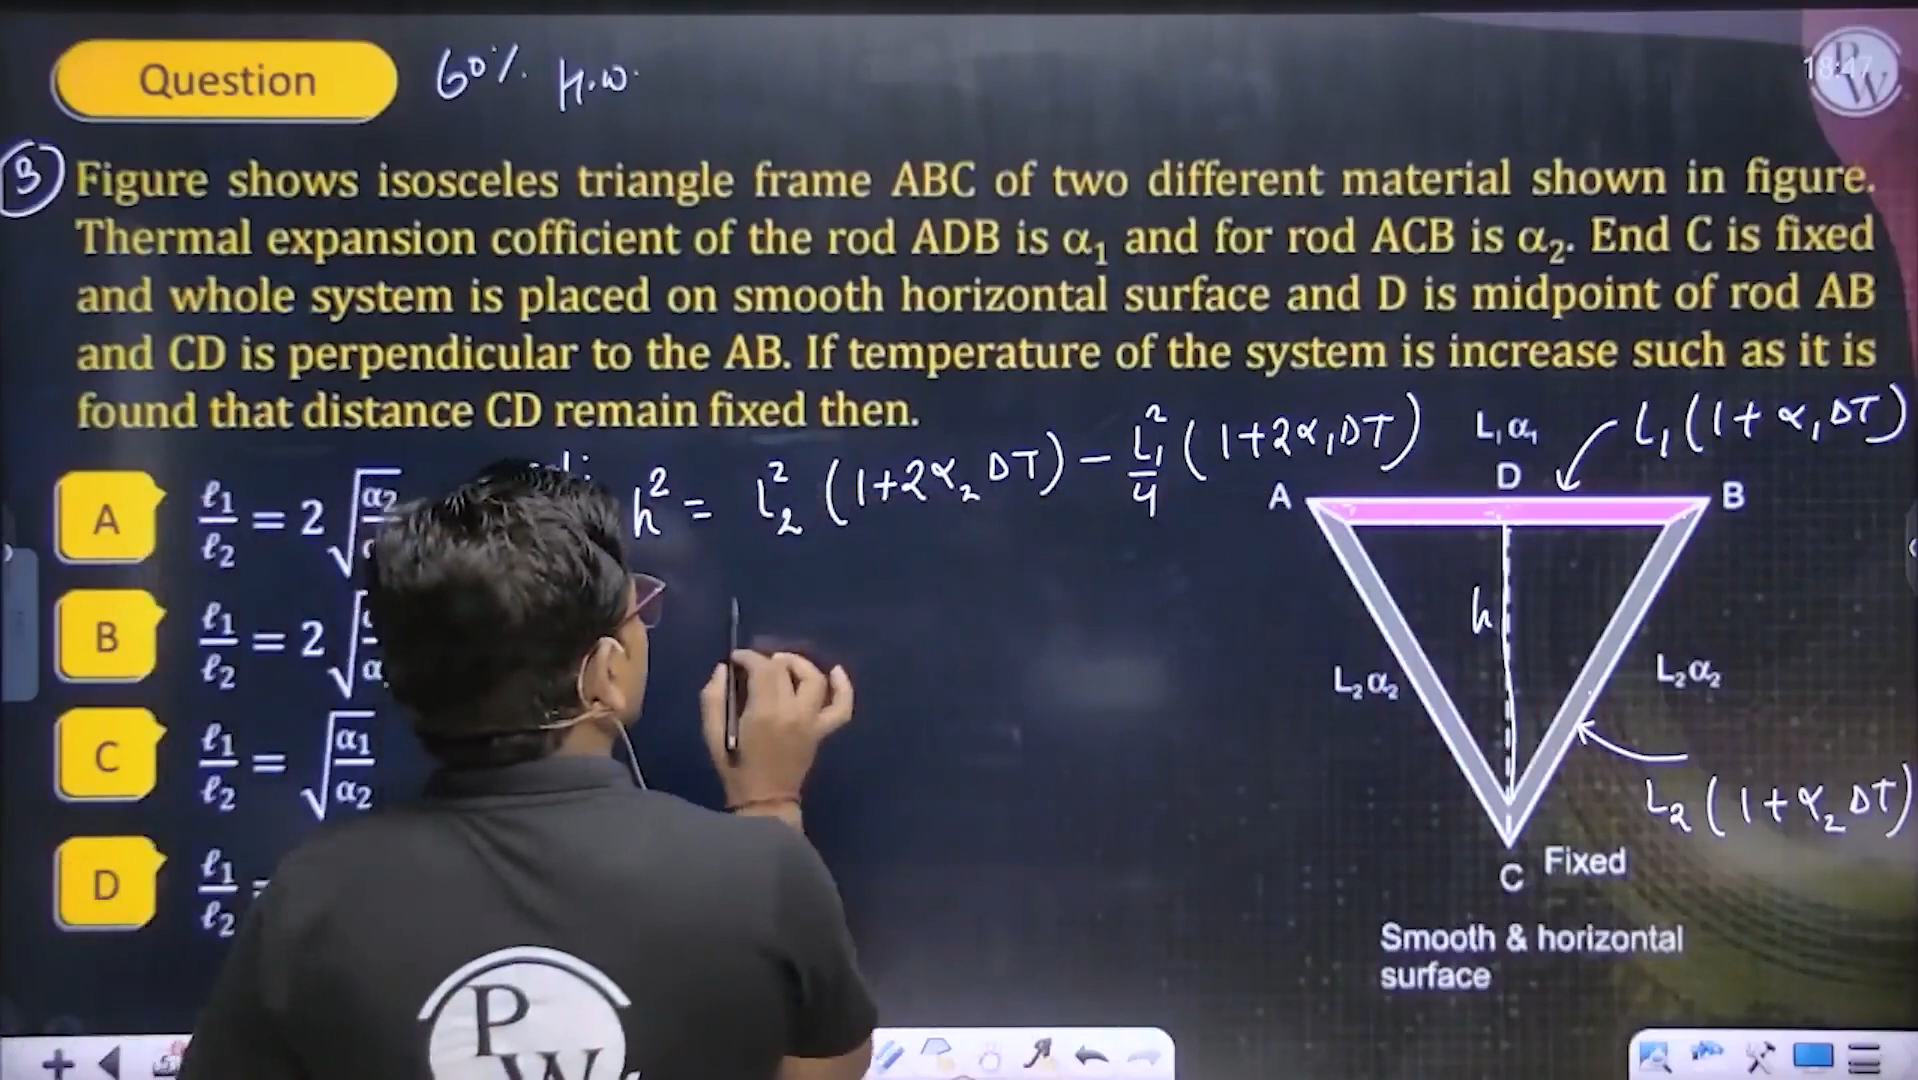 Question
60% H.W.
18:47
PW
3
Figure shows isosceles triangle frame ABC of two different material shown in figure.
Thermal expansion cofficient of the rod ADB is α₁ and for rod ACB is α₂. End C is fixed
and whole system is placed on smooth horizontal surface and D is midpoint of rod AB
and CD is perpendicular to the AB. If temperature of the system is increase such as it is
found that distance CD remain fixed then.
h² = L₂² (1+2α₂ΔT) − L₁²/4 (1+2α₁ΔT)
L₁α₁
L₁(1+α₁ΔT)
A D B
A ℓ₁/ℓ₂ = 2 √α₂
B ℓ₁/ℓ₂ = 2 √ α
C ℓ₁/ℓ₂ = √α₁/α₂
D ℓ₁/ℓ₂ =
h
L₂α₂
L₂α₂
L₂(1+α₂ΔT)
C Fixed
Smooth & horizontal
surface
PW